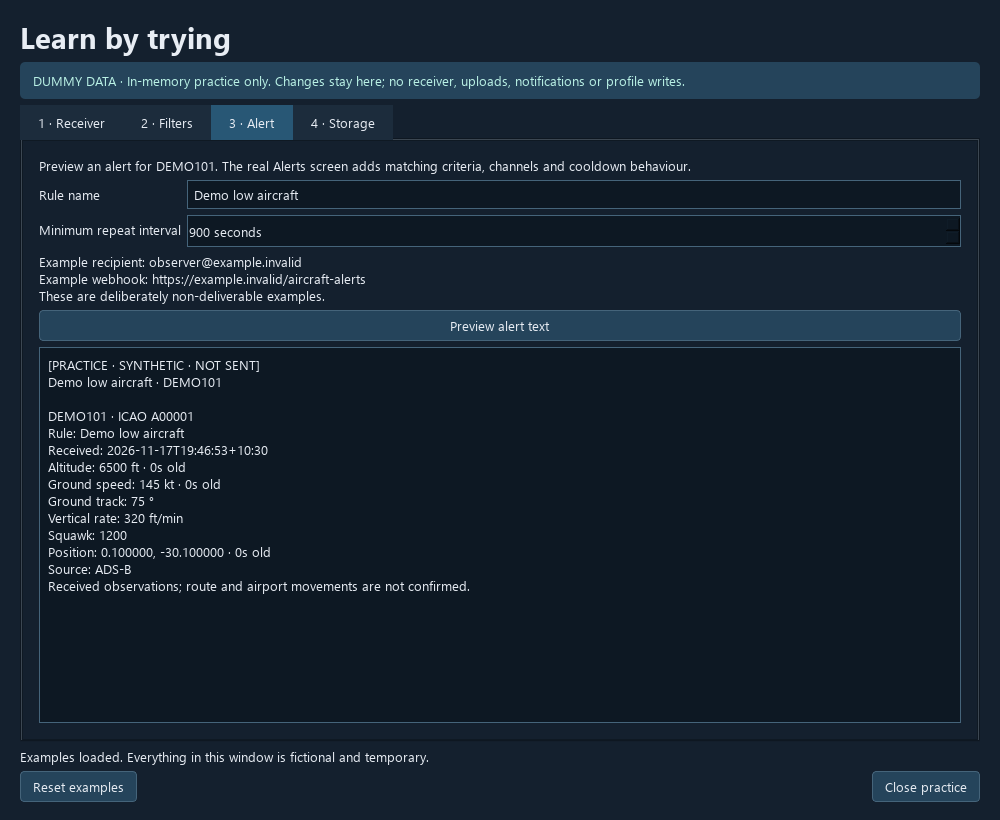 Learn by trying
DUMMY DATA · In-memory practice only. Changes stay here; no receiver, uploads, notifications or profile writes.
1 · Receiver 2 · Filters 3 · Alert 4 · Storage
Preview an alert for DEMO101. The real Alerts screen adds matching criteria, channels and cooldown behaviour.
Rule name Demo low aircraft
Minimum repeat interval 900 seconds
Example recipient: observer@example.invalid
Example webhook: https://example.invalid/aircraft-alerts
These are deliberately non-deliverable examples.
Preview alert text
[PRACTICE · SYNTHETIC · NOT SENT]
Demo low aircraft · DEMO101
DEMO101 · ICAO A00001
Rule: Demo low aircraft
Received: 2026-11-17T19:46:53+10:30
Altitude: 6500 ft · 0s old
Ground speed: 145 kt · 0s old
Ground track: 75 °
Vertical rate: 320 ft/min
Squawk: 1200
Position: 0.100000, -30.100000 · 0s old
Source: ADS-B
Received observations; route and airport movements are not confirmed.
Examples loaded. Everything in this window is fictional and temporary.
Reset examples Close practice